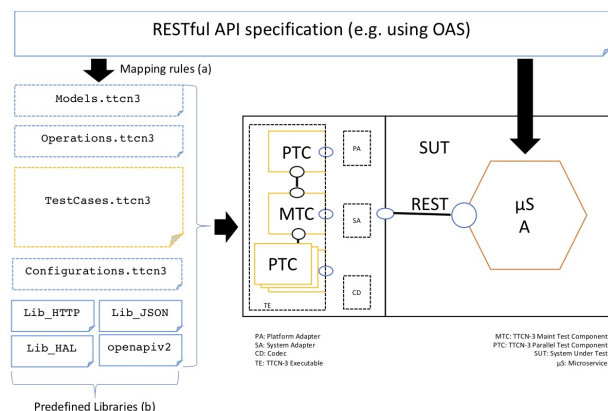 RESTful API specification (e.g. using OAS)
Mapping rules (a)
Models.ttcn3
Operations.ttcn3
TestCases.ttcn3
Configurations.ttcn3
Lib_HTTP
Lib_JSON
Lib_HAL
openapiv2
Predefined Libraries (b)
PTC
MTC
PTC
TE
PA
SA
CD
SUT
REST
µS
A
PA: Platform Adapter
SA: System Adapter
CD: Codec
TE: TTCN-3 Executable
MTC: TTCN-3 Maint Test Component
PTC: TTCN-3 Parallel Test Component
SUT: System Under Test
µS: Microservice